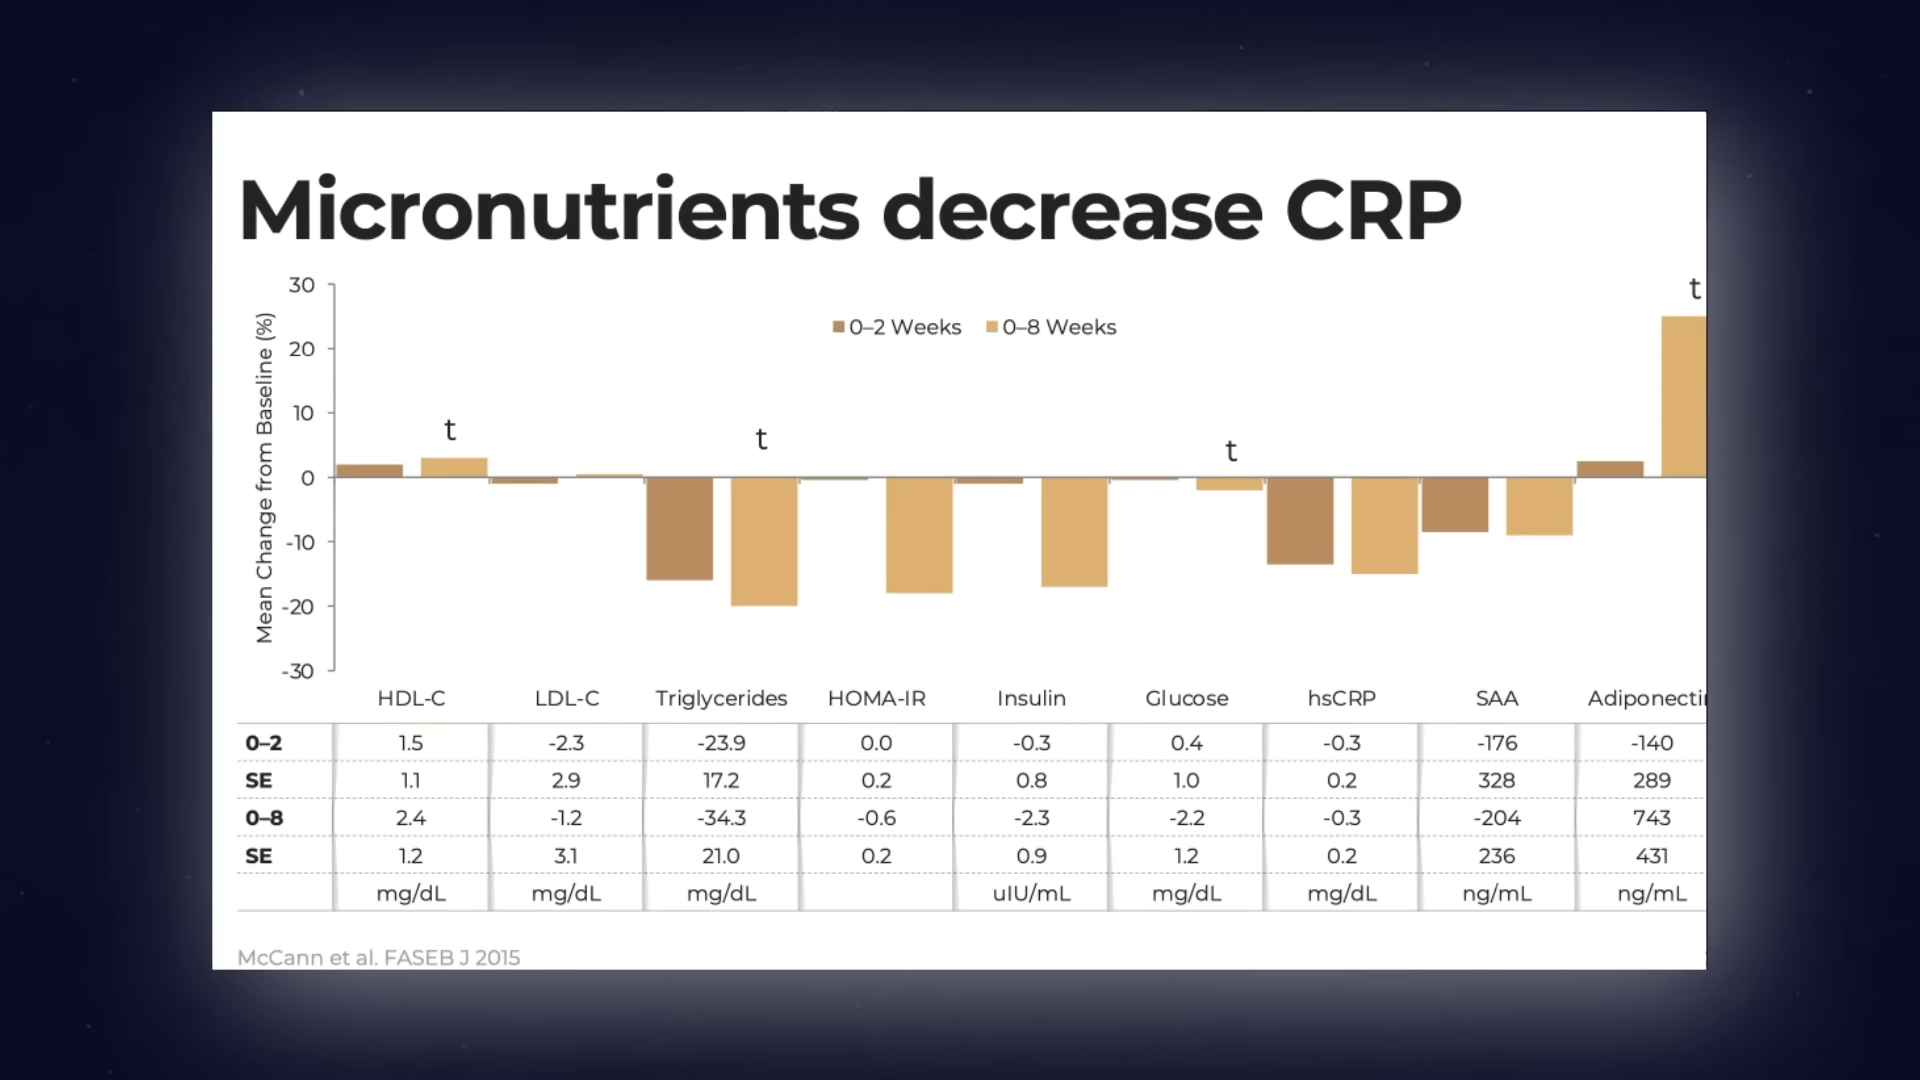 Micronutrients decrease CRP
Mean Change from Baseline (%)
30
20
10
0
-10
-20
-30
0–2 Weeks 0–8 Weeks
t
t
t
t
HDL-C LDL-C Triglycerides HOMA-IR Insulin Glucose hsCRP SAA Adiponectin
0–2 1.5 -2.3 -23.9 0.0 -0.3 0.4 -0.3 -176 -140
SE 1.1 2.9 17.2 0.2 0.8 1.0 0.2 328 289
0–8 2.4 -1.2 -34.3 -0.6 -2.3 -2.2 -0.3 -204 743
SE 1.2 3.1 21.0 0.2 0.9 1.2 0.2 236 431
mg/dL mg/dL mg/dL uIU/mL mg/dL mg/dL ng/mL ng/mL
McCann et al. FASEB J 2015